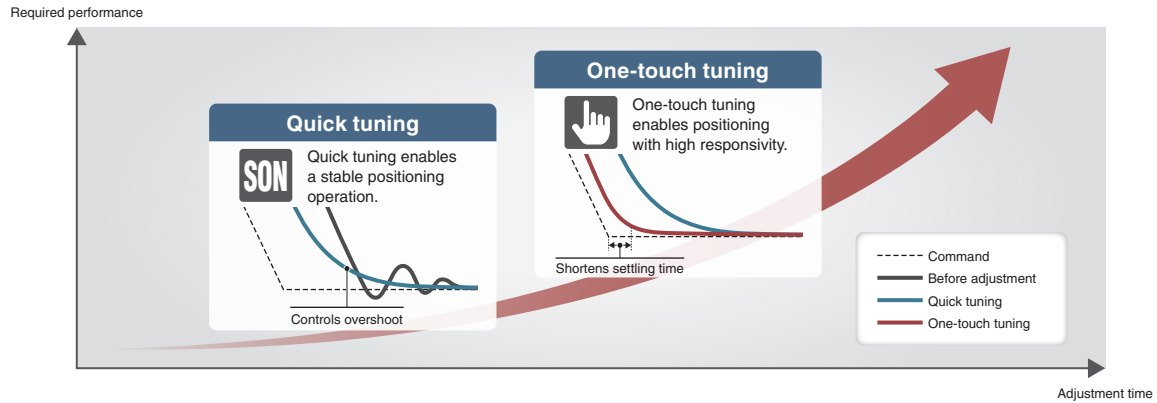 Required performance
One-touch tuning
One-touch tuning
enables positioning
with high responsivity.
Shortens settling time
Quick tuning
SON
Quick tuning enables
a stable positioning
operation.
Controls overshoot
Command
Before adjustment
Quick tuning
One-touch tuning
Adjustment time